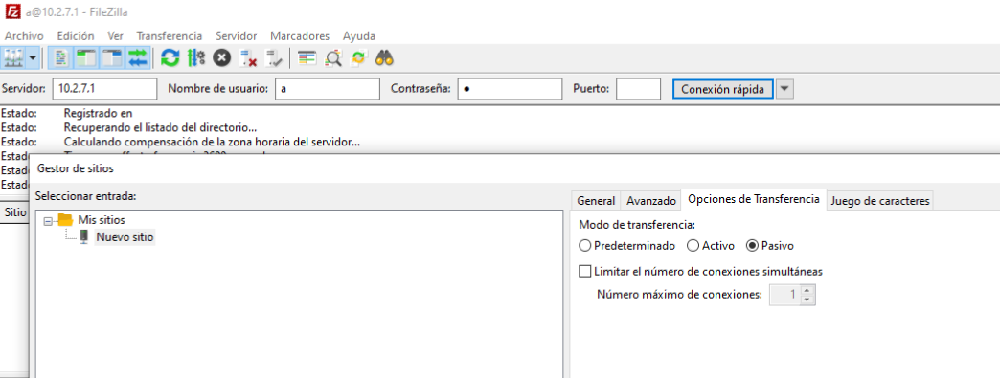 a@10.2.7.1 - FileZilla
Archivo Edición Ver Transferencia Servidor Marcadores Ayuda
Servidor: 10.2.7.1 Nombre de usuario: a Contraseña: ● Puerto: Conexión rápida
Estado: Registrado en
Estado: Recuperando el listado del directorio...
Estado: Calculando compensación de la zona horaria del servidor...
Estad
Estad
Estad
Gestor de sitios
Seleccionar entrada:
General Avanzado Opciones de Transferencia Juego de caracteres
Sitio
Mis sitios
Nuevo sitio
Modo de transferencia:
Predeterminado Activo Pasivo
Limitar el número de conexiones simultáneas
Número máximo de conexiones: 1